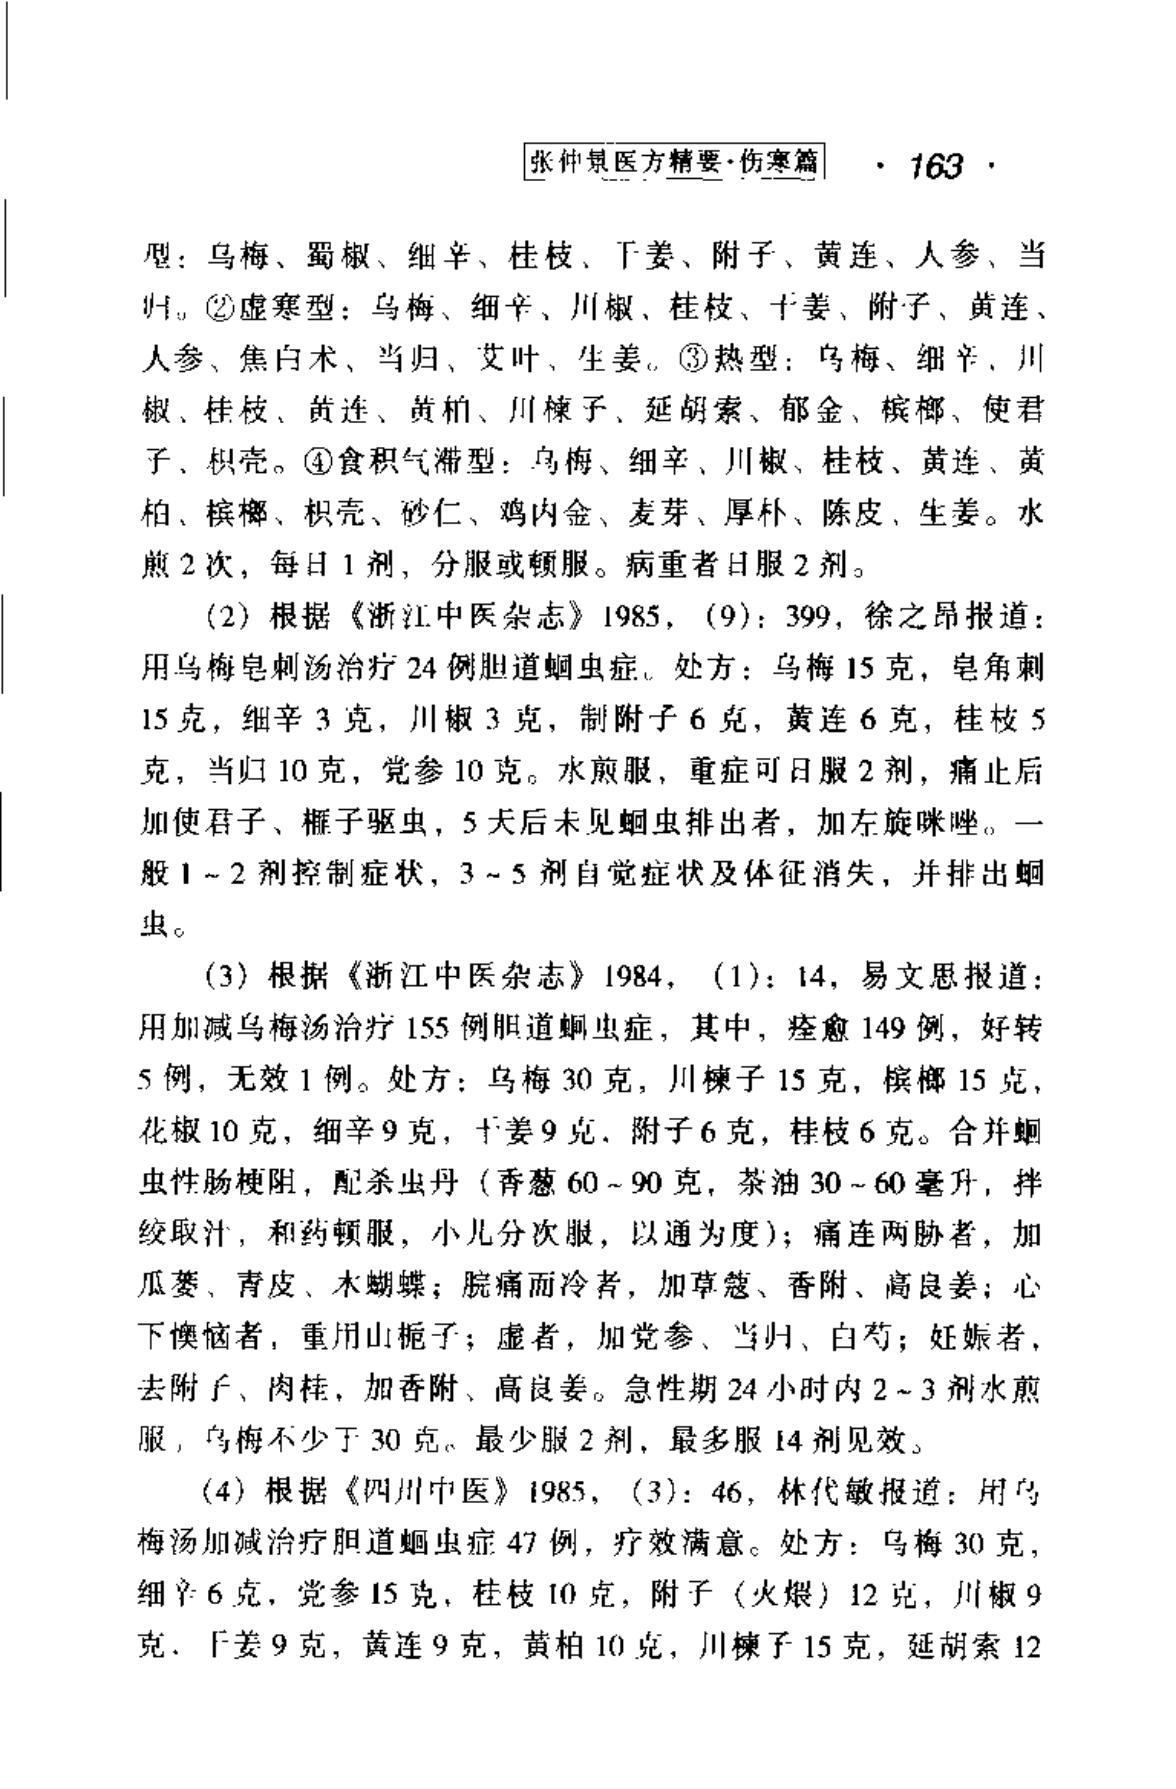 张仲景医方精要·伤寒篇 · 163 ·
型：乌梅、蜀椒、细辛、桂枝、干姜、附子、黄连、人参、当
归。②虚寒型：乌梅、细辛、川椒、桂枝、干姜、附子、黄连、
人参、焦白术、当归、艾叶、生姜。③热型：乌梅、细辛、川
椒、桂枝、黄连、黄柏、川楝子、延胡索、郁金、槟榔、使君
子、枳壳。④食积气滞型：乌梅、细辛、川椒、桂枝、黄连、黄
柏、槟榔、枳壳、砂仁、鸡内金、麦芽、厚朴、陈皮、生姜。水
煎2次，每日1剂，分服或顿服。病重者日服2剂。
（2）根据《浙江中医杂志》1985，（9）：399，徐之昂报道：
用乌梅皂刺汤治疗24例胆道蛔虫症。处方：乌梅15克，皂角刺
15克，细辛3克，川椒3克，制附子6克，黄连6克，桂枝5
克，当归10克，党参10克。水煎服，重症可日服2剂，痛止后
加使君子、榧子驱虫，5天后未见蛔虫排出者，加左旋咪唑。一
般1~2剂控制症状，3~5剂自觉症状及体征消失，并排出蛔
虫。
（3）根据《浙江中医杂志》1984，（1）：14，易文思报道：
用加减乌梅汤治疗155例胆道蛔虫症，其中，痊愈149例，好转
5例，无效1例。处方：乌梅30克，川楝子15克，槟榔15克，
花椒10克，细辛9克，干姜9克，附子6克，桂枝6克。合并蛔
虫性肠梗阻，配杀虫丹（香葱60~90克，茶油30~60毫升，拌
绞取汁，和药顿服，小儿分次服，以通为度）；痛连两胁者，加
瓜蒌、青皮、木蝴蝶；脘痛而冷者，加草蔻、香附、高良姜；心
下懊恼者，重用山栀子；虚者，加党参、当归、白芍；妊娠者，
去附子、肉桂，加香附、高良姜。急性期24小时内2~3剂水煎
服，乌梅不少于30克。最少服2剂，最多服14剂见效。
（4）根据《四川中医》1985，（3）：46，林代敏报道：用乌
梅汤加减治疗胆道蛔虫症47例，疗效满意。处方：乌梅30克，
细辛6克，党参15克，桂枝10克，附子（火煨）12克，川椒9
克，干姜9克，黄连9克，黄柏10克，川楝子15克，延胡索12